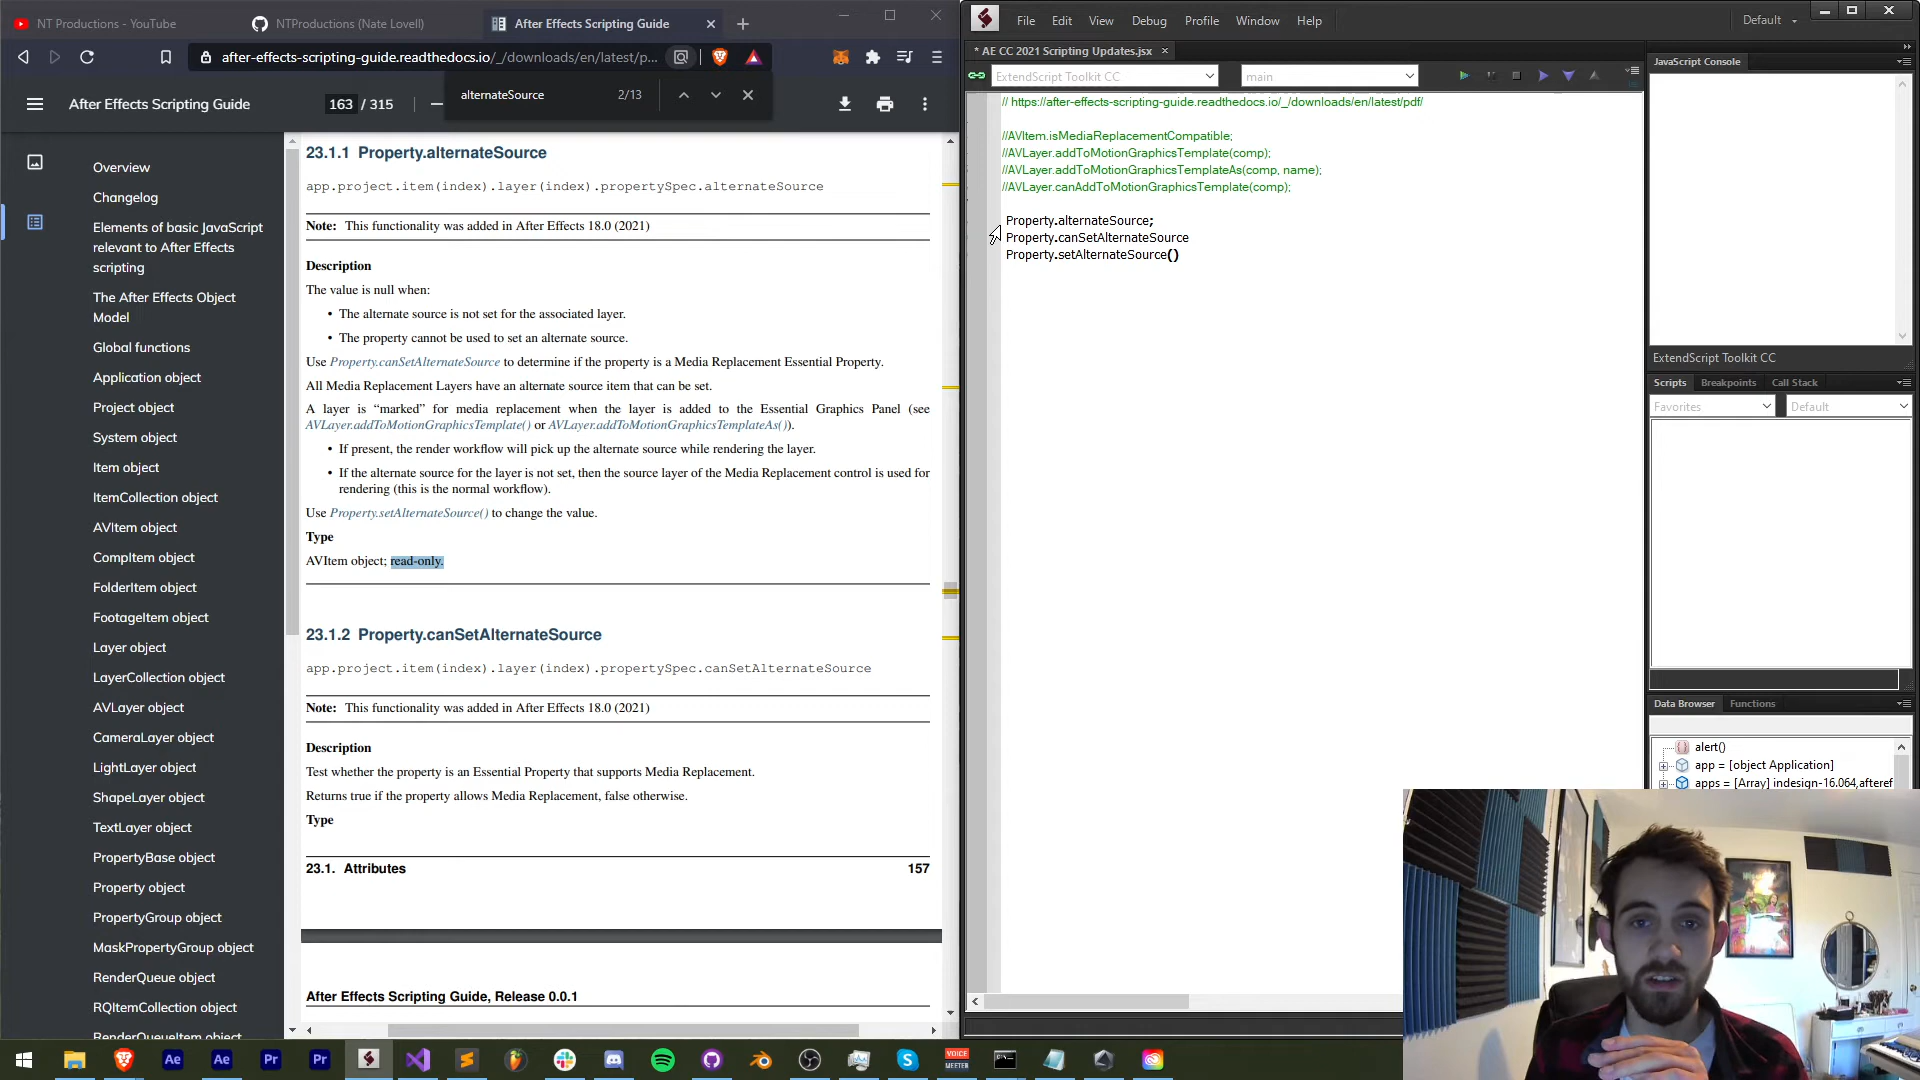 NT Productions - YouTube
NTProductions (Nate Lovell)
After Effects Scripting Guide
after-effects-scripting-guide.readthedocs.io/_/downloads/en/latest/p...
After Effects Scripting Guide
163 / 315
alternateSource
2/13
Overview
Changelog
Elements of basic JavaScript
relevant to After Effects
scripting
The After Effects Object
Model
Global functions
Application object
Project object
System object
Item object
ItemCollection object
AVItem object
CompItem object
FolderItem object
FootageItem object
Layer object
LayerCollection object
AVLayer object
CameraLayer object
LightLayer object
ShapeLayer object
TextLayer object
PropertyBase object
Property object
PropertyGroup object
MaskPropertyGroup object
RenderQueue object
RQItemCollection object
RenderQueueItem object
23.1.1 Property.alternateSource
app.project.item(index).layer(index).propertySpec.alternateSource
Note: This functionality was added in After Effects 18.0 (2021)
Description
The value is null when:
• The alternate source is not set for the associated layer.
• The property cannot be used to set an alternate source.
Use Property.canSetAlternateSource to determine if the property is a Media Replacement Essential Property.
All Media Replacement Layers have an alternate source item that can be set.
A layer is “marked” for media replacement when the layer is added to the Essential Graphics Panel (see
AVLayer.addToMotionGraphicsTemplate() or AVLayer.addToMotionGraphicsTemplateAs()).
• If present, the render workflow will pick up the alternate source while rendering the layer.
• If the alternate source for the layer is not set, then the source layer of the Media Replacement control is used for
rendering (this is the normal workflow).
Use Property.setAlternateSource() to change the value.
Type
AVItem object; read-only.
23.1.2 Property.canSetAlternateSource
app.project.item(index).layer(index).propertySpec.canSetAlternateSource
Note: This functionality was added in After Effects 18.0 (2021)
Description
Test whether the property is an Essential Property that supports Media Replacement.
Returns true if the property allows Media Replacement, false otherwise.
Type
23.1. Attributes
157
After Effects Scripting Guide, Release 0.0.1
File Edit View Debug Profile Window Help
Default
* AE CC 2021 Scripting Updates.jsx
ExtendScript Toolkit CC
main
// https://after-effects-scripting-guide.readthedocs.io/_/downloads/en/latest/pdf/
//AVItem.isMediaReplacementCompatible;
//AVLayer.addToMotionGraphicsTemplate(comp);
//AVLayer.addToMotionGraphicsTemplateAs(comp, name);
//AVLayer.canAddToMotionGraphicsTemplate(comp);
Property.alternateSource;
Property.canSetAlternateSource
Property.setAlternateSource()
JavaScript Console
ExtendScript Toolkit CC
Scripts Breakpoints Call Stack
Favorites
Default
Data Browser Functions
alert()
app = [object Application]
apps = [Array] indesign-16.064,afteref
Ae
Ae
Pr
Pr
VOICE
MEETER